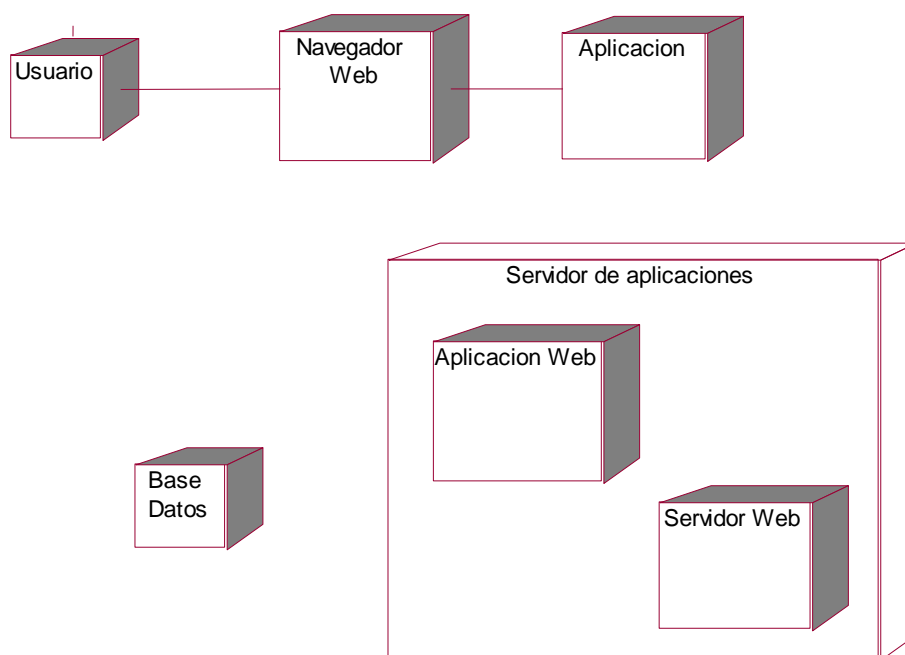 Usuario
Navegador
Web
Aplicacion
Servidor de aplicaciones
Aplicacion Web
Base
Datos
Servidor Web